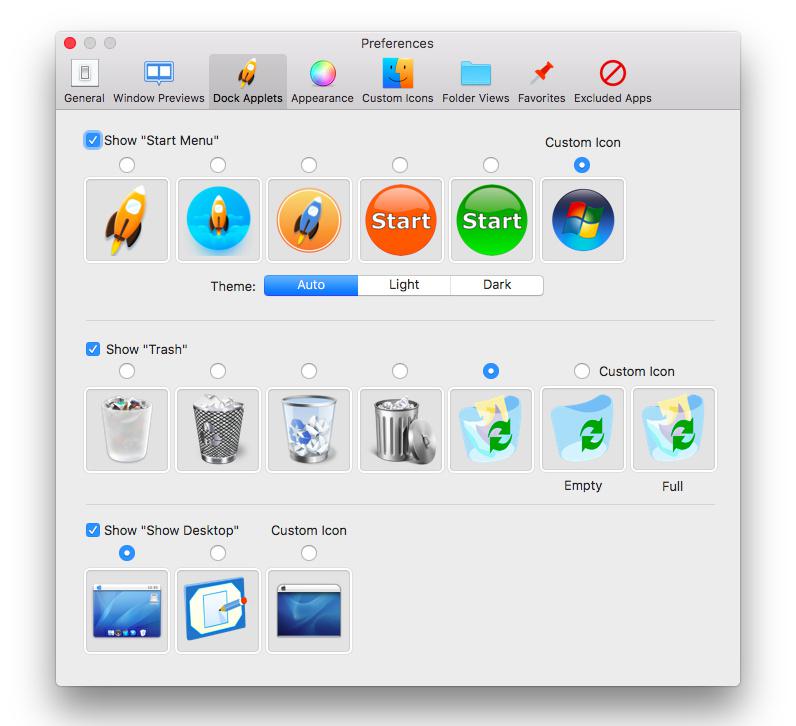 Preferences
General Window Previews Dock Applets Appearance Custom Icons Folder Views Favorites Excluded Apps
Show "Start Menu"
Custom Icon
Start Start
Theme: Auto Light Dark
Show "Trash"
Custom Icon
Empty Full
Show "Show Desktop" Custom Icon